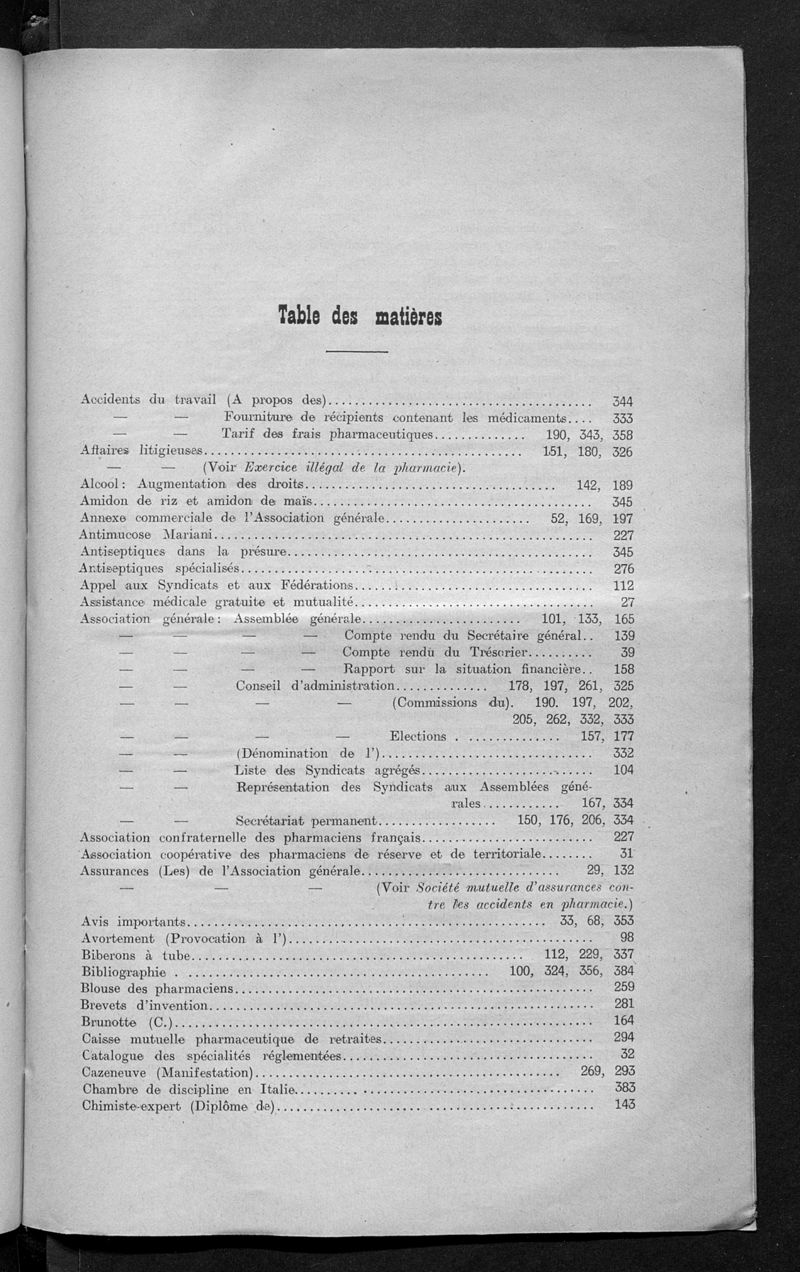 Table des matières
Accidents du travail (A propos des)........ 344
— — Fourniture de récipients contenant les médicaments.... 333
— — Tarif des frais pharmaceutiques.............. 190, 343, 358
Affaires litigieuses........ 151, 180, 326
— — (Voir Exercice illégal de la pharmacie).
Alcool : Augmentation des droits........ 142, 189
Amidon de riz et amidon de maïs........ 345
Annexe commerciale de l'Association générale........ 52, 169, 197
Antimucose Mariani........ 227
Antiseptiques dans la présure........ 345
Antiseptiques spécialisés........ 276
Appel aux Syndicats et aux Fédérations........ 112
Assistance médicale gratuite et mutualité........ 27
Association générale : Assemblée générale........ 101, 133, 165
— — — — Compte rendu du Secrétaire général.. 139
— — — — Compte rendu du Trésorier.......... 39
— — — — Rapport sur la situation financière.. 158
— — Conseil d'administration.............. 178, 197, 261, 325
— — — — (Commissions du). 190. 197, 202,
205, 262, 332, 333
— — — — Elections . .............. 157, 177
— — (Dénomination de l')........ 332
— — Liste des Syndicats agrégés........ 104
— — Représentation des Syndicats aux Assemblées géné-
rales............ 167, 334
— — Secrétariat permanent.................. 150, 176, 206, 334
Association confraternelle des pharmaciens français........ 227
Association coopérative des pharmaciens de réserve et de territoriale........ 31
Assurances (Les) de l'Association générale........ 29, 132
— — — (Voir Société mutuelle d'assurances con-
tre les accidents en pharmacie.)
Avis importants........ 33, 68, 353
Avortement (Provocation à l')........ 98
Biberons à tube........ 112, 229, 337
Bibliographie . ........ 100, 324, 356, 384
Blouse des pharmaciens........ 259
Brevets d'invention........ 281
Brunotte (C.)........ 164
Caisse mutuelle pharmaceutique de retraites........ 294
Catalogue des spécialités réglementées........ 32
Cazeneuve (Manifestation)........ 269, 293
Chambre de discipline en Italie........ 383
Chimiste-expert (Diplôme de)........ 143